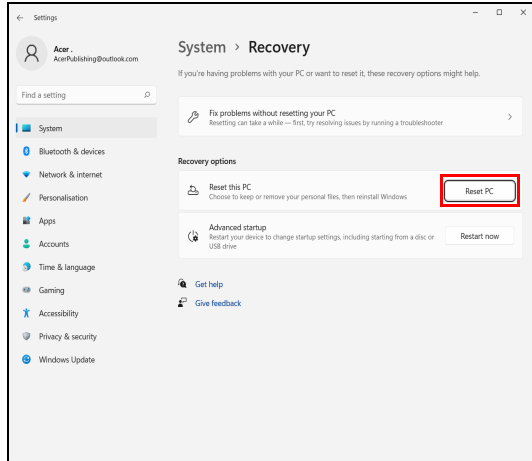 Settings
Acer .
AcerPublishing@outlook.com
Find a setting
System
Bluetooth & devices
Network & internet
Personalisation
Apps
Accounts
Time & language
Gaming
Accessibility
Privacy & security
Windows Update
System > Recovery
If you're having problems with your PC or want to reset it, these recovery options might help.
Fix problems without resetting your PC
Resetting can take a while — first, try resolving issues by running a troubleshooter
Recovery options
Reset this PC
Choose to keep or remove your personal files, then reinstall Windows
Reset PC
Advanced startup
Restart your device to change startup settings, including starting from a disc or
USB drive
Restart now
Get help
Give feedback